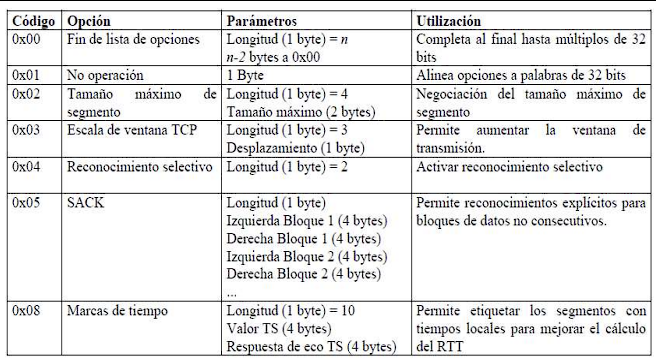 Código Opción Parámetros Utilización
0x00 Fin de lista de opciones Longitud (1 byte) = n Completa al final hasta múltiplos de 32
n-2 bytes a 0x00 bits
0x01 No operación 1 Byte Alinea opciones a palabras de 32 bits
0x02 Tamaño máximo de Longitud (1 byte) = 4 Negociación del tamaño máximo de
segmento Tamaño máximo (2 bytes) segmento
0x03 Escala de ventana TCP Longitud (1 byte) = 3 Permite aumentar la ventana de
Desplazamiento (1 byte) transmisión.
0x04 Reconocimiento selectivo Longitud (1 byte) = 2 Activar reconocimiento selectivo
0x05 SACK Longitud (1 byte) Permite reconocimientos explícitos para
Izquierda Bloque 1 (4 bytes) bloques de datos no consecutivos.
Derecha Bloque 1 (4 bytes)
Izquierda Bloque 2 (4 bytes)
Derecha Bloque 2 (4 bytes)
...
0x08 Marcas de tiempo Longitud (1 byte) = 10 Permite etiquetar los segmentos con
Valor TS (4 bytes) tiempos locales para mejorar el cálculo
Respuesta de eco TS (4 bytes) del RTT